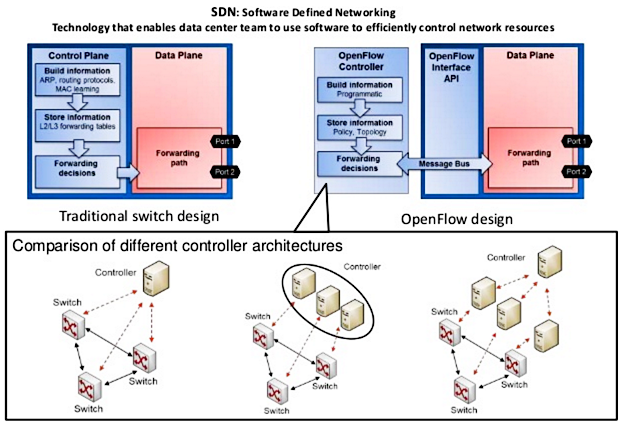 SDN: Software Defined Networking
Technology that enables data center team to use software to efficiently control network resources
Control Plane
Build information
ARP, routing protocols,
MAC learning
Store information
L2/L3 forwarding tables
Forwarding
decisions
Data Plane
Forwarding
path
Port 1
Port 2
Traditional switch design
OpenFlow
Controller
Build information
Programmatic
Store information
Policy, Topology
Forwarding
decisions
OpenFlow
Interface
API
Message Bus
Data Plane
Forwarding
path
Port 1
Port 2
OpenFlow design
Comparison of different controller architectures
Controller
Switch
Switch
Switch
Controller
Switch
Switch
Switch
Controller
Switch
Switch
Switch